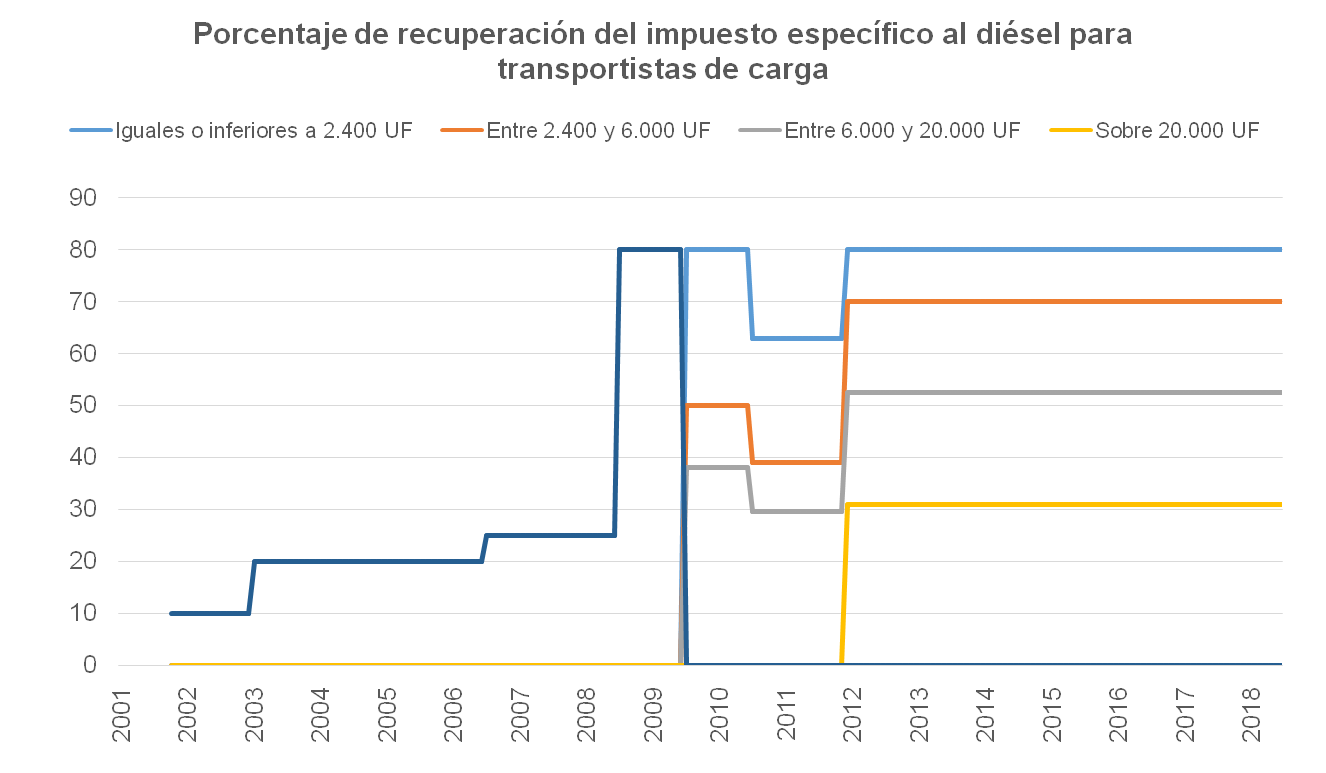 Porcentaje de recuperación del impuesto específico al diésel para
transportistas de carga
Iguales o inferiores a 2.400 UF Entre 2.400 y 6.000 UF Entre 6.000 y 20.000 UF Sobre 20.000 UF
90
80
70
60
50
40
30
20
10
0
2001 2002 2003 2004 2005 2006 2007 2008 2009 2010 2011 2012 2013 2014 2015 2016 2017 2018